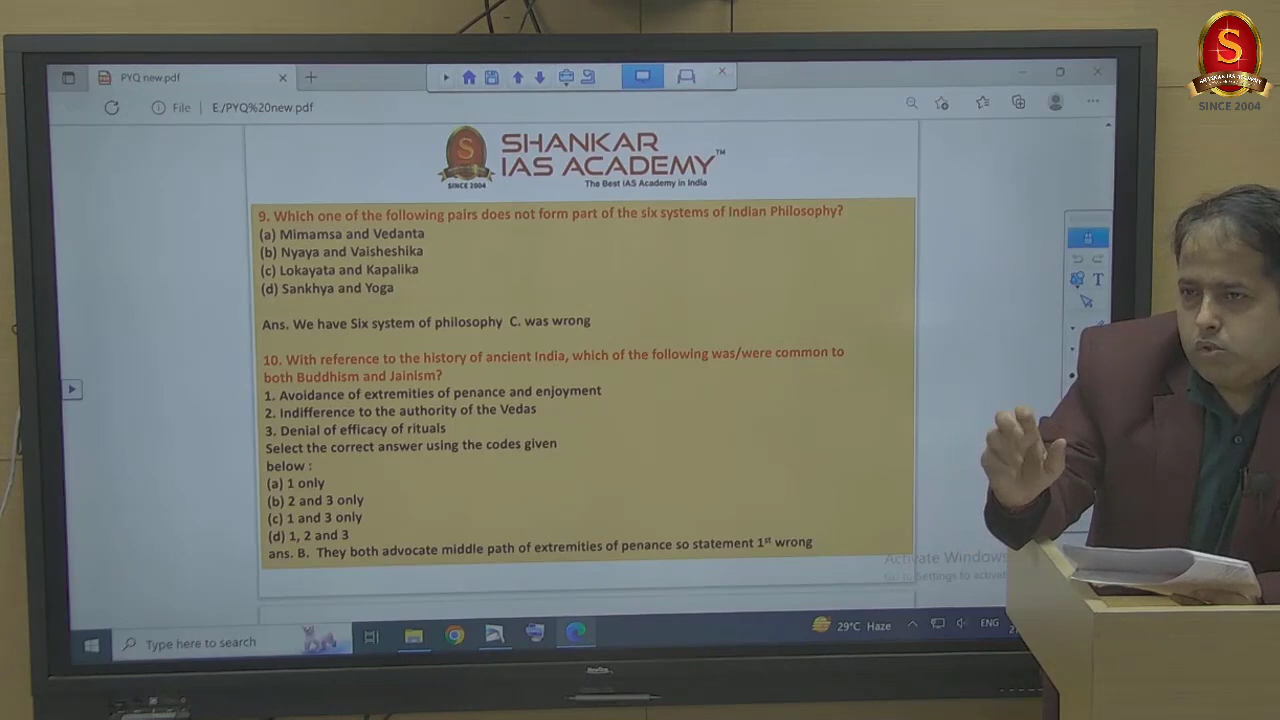 PYQ new.pdf
File
E:/PYQ%20new.pdf
S
SINCE 2004
S
SINCE 2004
SHANKAR
IAS ACADEMY™
The Best IAS Academy in India
9. Which one of the following pairs does not form part of the six systems of Indian Philosophy?
(a) Mimamsa and Vedanta
(b) Nyaya and Vaisheshika
(c) Lokayata and Kapalika
(d) Sankhya and Yoga
Ans. We have Six system of philosophy C. was wrong
10. With reference to the history of ancient India, which of the following was/were common to
both Buddhism and Jainism?
1. Avoidance of extremities of penance and enjoyment
2. Indifference to the authority of the Vedas
3. Denial of efficacy of rituals
Select the correct answer using the codes given
below :
(a) 1 only
(b) 2 and 3 only
(c) 1 and 3 only
(d) 1, 2 and 3
ans. B. They both advocate middle path of extremities of penance so statement 1st wrong
T
Activate Windows
Go to Settings to activate
Type here to search
29°C Haze
ENG